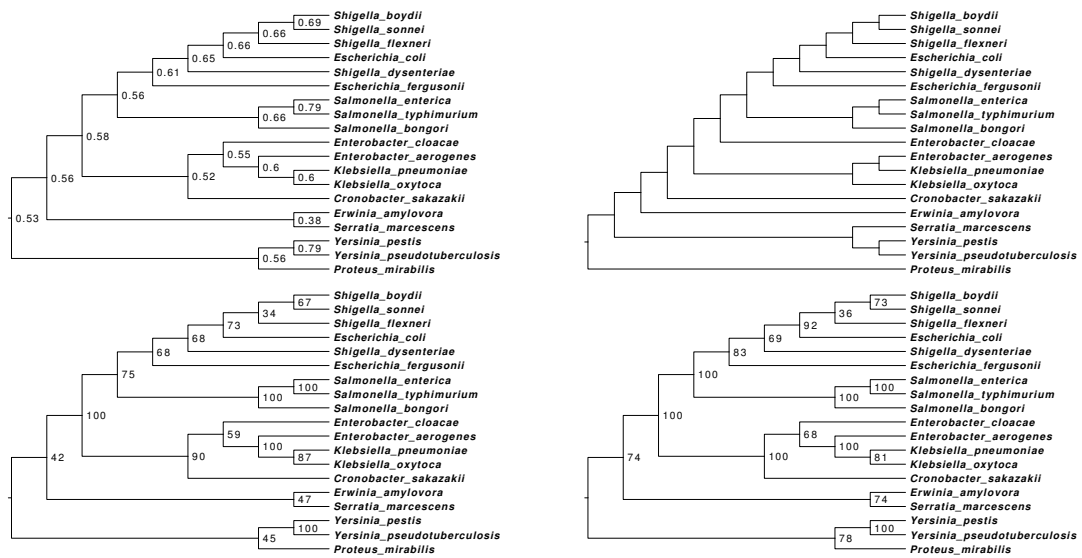 Shigella_boydii
0.69
Shigella_sonnei
0.66
Shigella_flexneri
0.66
Escherichia_coli
0.65
Shigella_dysenteriae
0.61
Escherichia_fergusonii
0.56
Salmonella_enterica
0.79
Salmonella_typhimurium
0.66
Salmonella_bongori
0.58
Enterobacter_cloacae
0.55
Enterobacter_aerogenes
0.6
Klebsiella_pneumoniae
0.6
Klebsiella_oxytoca
0.52
Cronobacter_sakazakii
0.56
Erwinia_amylovora
0.38
Serratia_marcescens
0.53
Yersinia_pestis
0.79
Yersinia_pseudotuberculosis
0.56
Proteus_mirabilis
Shigella_boydii
Shigella_sonnei
Shigella_flexneri
Escherichia_coli
Shigella_dysenteriae
Escherichia_fergusonii
Salmonella_enterica
Salmonella_typhimurium
Salmonella_bongori
Enterobacter_cloacae
Enterobacter_aerogenes
Klebsiella_pneumoniae
Klebsiella_oxytoca
Cronobacter_sakazakii
Erwinia_amylovora
Serratia_marcescens
Yersinia_pestis
Yersinia_pseudotuberculosis
Proteus_mirabilis
Shigella_boydii
67
Shigella_sonnei
34
Shigella_flexneri
73
Escherichia_coli
68
Shigella_dysenteriae
68
Escherichia_fergusonii
75
Salmonella_enterica
100
Salmonella_typhimurium
100
Salmonella_bongori
100
Enterobacter_cloacae
59
Enterobacter_aerogenes
100
Klebsiella_pneumoniae
87
Klebsiella_oxytoca
90
Cronobacter_sakazakii
42
Erwinia_amylovora
47
Serratia_marcescens
Yersinia_pestis
100
Yersinia_pseudotuberculosis
45
Proteus_mirabilis
Shigella_boydii
73
Shigella_sonnei
36
Shigella_flexneri
92
Escherichia_coli
69
Shigella_dysenteriae
83
Escherichia_fergusonii
100
Salmonella_enterica
100
Salmonella_typhimurium
100
Salmonella_bongori
100
Enterobacter_cloacae
68
Enterobacter_aerogenes
100
Klebsiella_pneumoniae
81
Klebsiella_oxytoca
100
Cronobacter_sakazakii
74
Erwinia_amylovora
74
Serratia_marcescens
Yersinia_pestis
100
Yersinia_pseudotuberculosis
78
Proteus_mirabilis